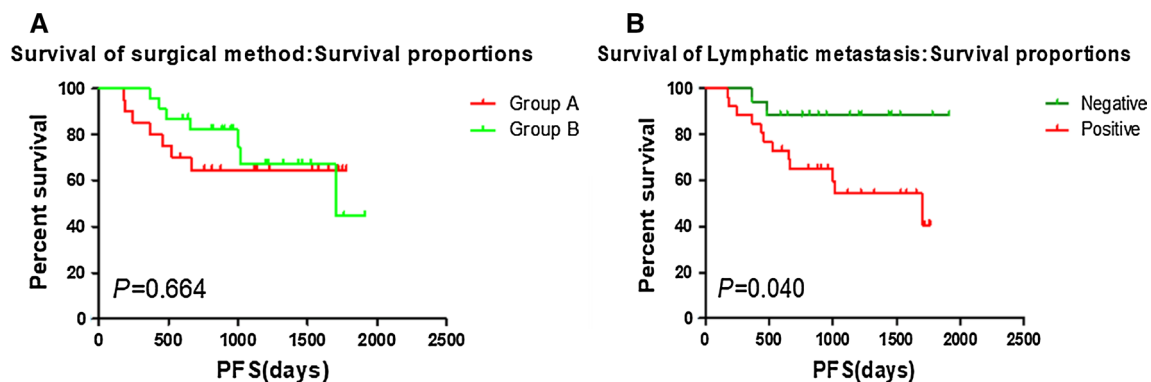 A
Survival of surgical method:Survival proportions
Percent survival
100
80
60
40
20
0
0 500 1000 1500 2000 2500
PFS(days)
P=0.664
Group A
Group B
B
Survival of Lymphatic metastasis:Survival proportions
Percent survival
100
80
60
40
20
0
0 500 1000 1500 2000 2500
PFS(days)
P=0.040
Negative
Positive